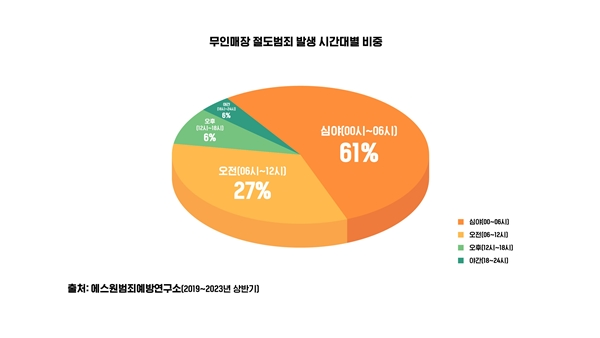 무인매장 절도범죄 발생 시간대별 비중
야간
(18시~24시)
6%
오후
(12시~18시)
6%
심야(00시~06시)
61%
오전(06시~12시)
27%
심야(00~06시)
오전(06~12시)
오후(12시~18시)
야간(18~24시)
출처: 에스원범죄예방연구소(2019~2023년 상반기)